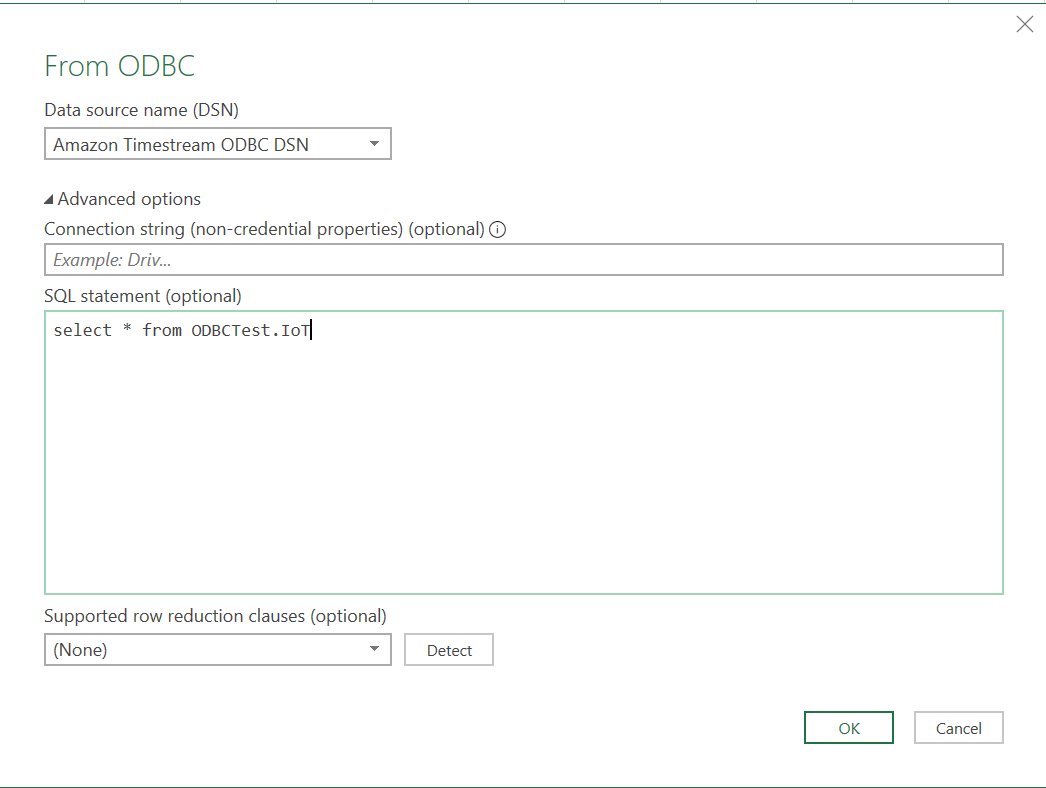 From ODBC
Data source name (DSN)
Amazon Timestream ODBC DSN
Advanced options
Connection string (non-credential properties) (optional)
Example: Driv...
SQL statement (optional)
select * from ODBCTest.IoT
Supported row reduction clauses (optional)
(None)
Detect
OK
Cancel